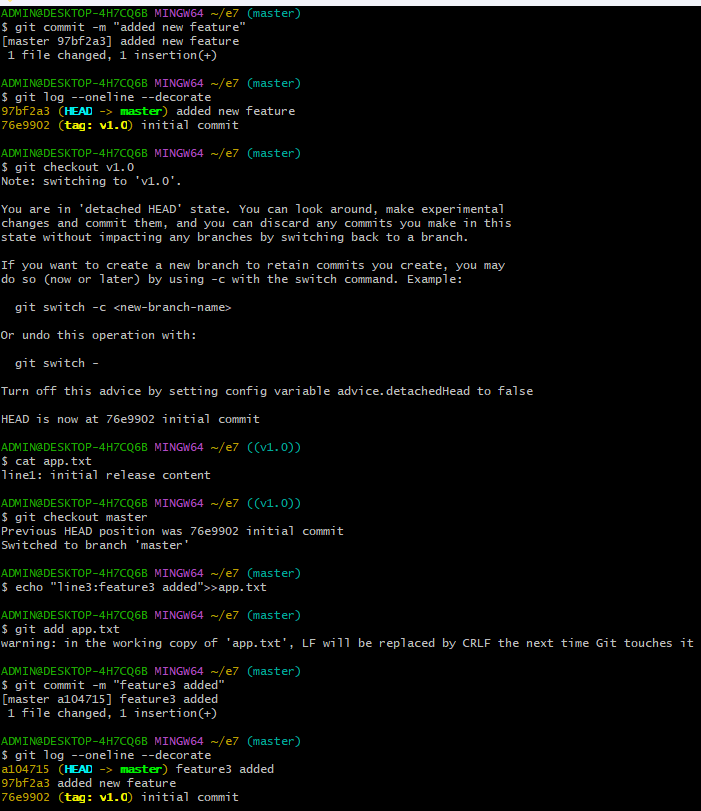 ADMIN@DESKTOP-4H7CQ6B MINGW64 ~/e7 (master)
$ git commit -m "added new feature"
[master 97bf2a3] added new feature
 1 file changed, 1 insertion(+)

ADMIN@DESKTOP-4H7CQ6B MINGW64 ~/e7 (master)
$ git log --oneline --decorate
97bf2a3 (HEAD -> master) added new feature
76e9902 (tag: v1.0) initial commit

ADMIN@DESKTOP-4H7CQ6B MINGW64 ~/e7 (master)
$ git checkout v1.0
Note: switching to 'v1.0'.

You are in 'detached HEAD' state. You can look around, make experimental
changes and commit them, and you can discard any commits you make in this
state without impacting any branches by switching back to a branch.

If you want to create a new branch to retain commits you create, you may
do so (now or later) by using -c with the switch command. Example:

  git switch -c <new-branch-name>

Or undo this operation with:

  git switch -

Turn off this advice by setting config variable advice.detachedHead to false

HEAD is now at 76e9902 initial commit

ADMIN@DESKTOP-4H7CQ6B MINGW64 ~/e7 ((v1.0))
$ cat app.txt
line1: initial release content

ADMIN@DESKTOP-4H7CQ6B MINGW64 ~/e7 ((v1.0))
$ git checkout master
Previous HEAD position was 76e9902 initial commit
Switched to branch 'master'

ADMIN@DESKTOP-4H7CQ6B MINGW64 ~/e7 (master)
$ echo "line3:feature3 added">>app.txt

ADMIN@DESKTOP-4H7CQ6B MINGW64 ~/e7 (master)
$ git add app.txt
warning: in the working copy of 'app.txt', LF will be replaced by CRLF the next time Git touches it

ADMIN@DESKTOP-4H7CQ6B MINGW64 ~/e7 (master)
$ git commit -m "feature3 added"
[master a104715] feature3 added
 1 file changed, 1 insertion(+)

ADMIN@DESKTOP-4H7CQ6B MINGW64 ~/e7 (master)
$ git log --oneline --decorate
a104715 (HEAD -> master) feature3 added
97bf2a3 added new feature
76e9902 (tag: v1.0) initial commit